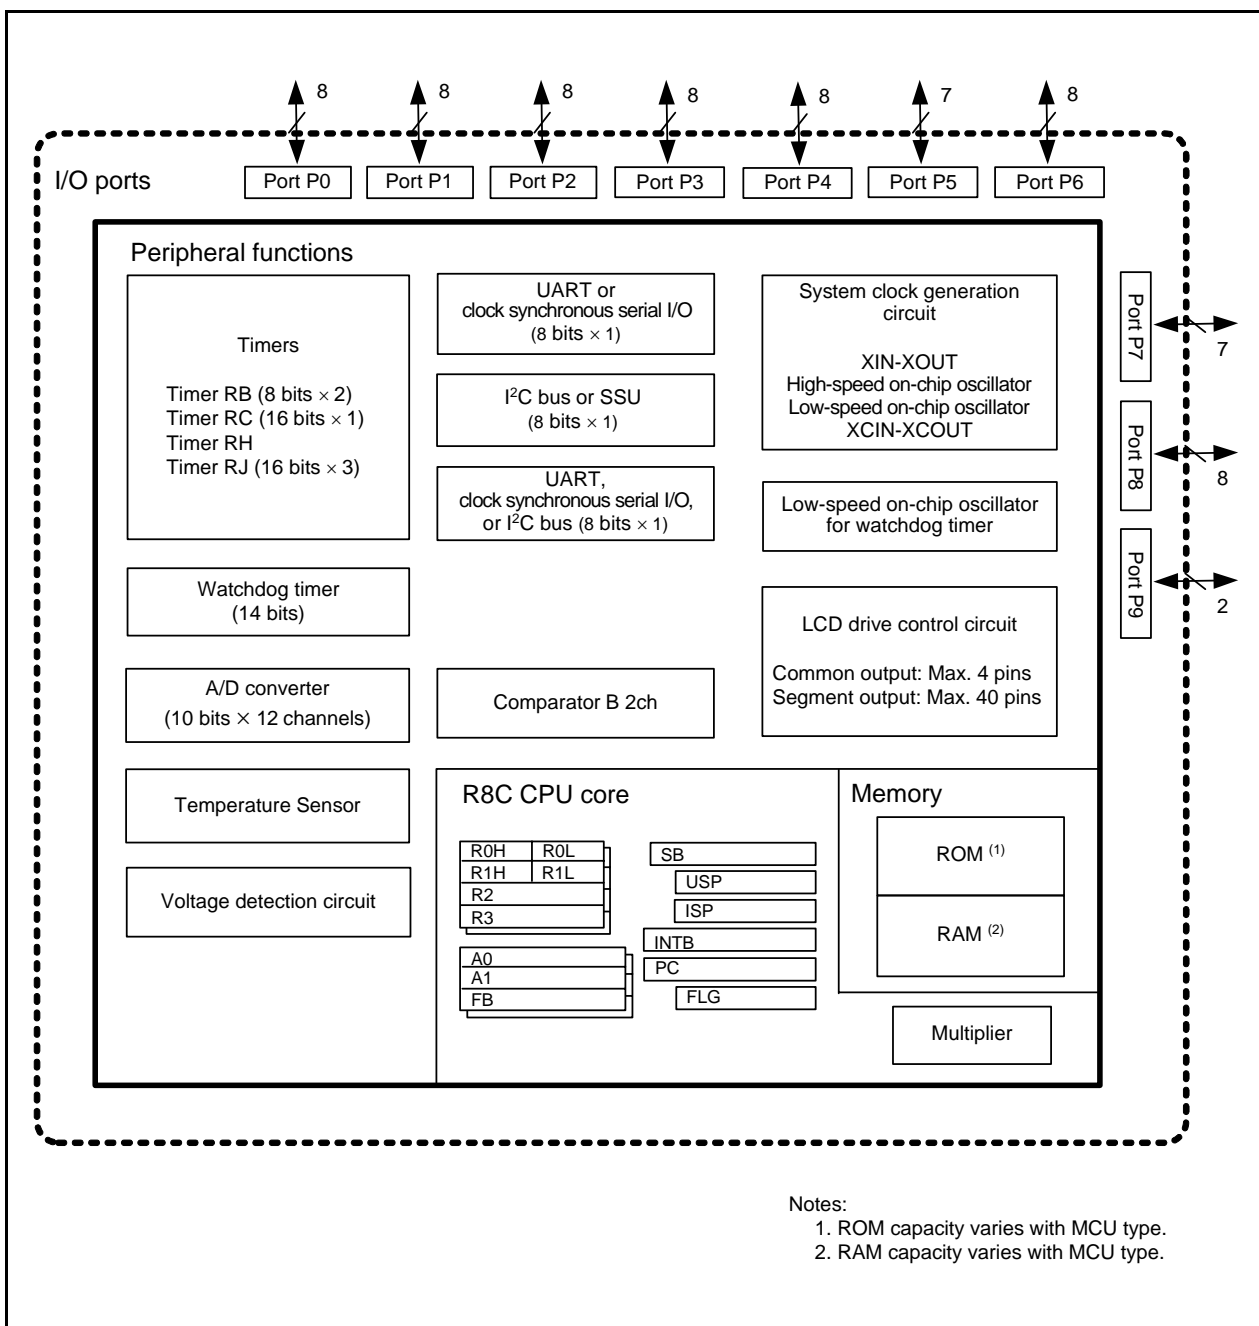 8 8 8 8 8 7 8
I/O ports
Port P0 Port P1 Port P2 Port P3 Port P4 Port P5 Port P6
Peripheral functions
Timers
Timer RB (8 bits × 2)
Timer RC (16 bits × 1)
Timer RH
Timer RJ (16 bits × 3)
Watchdog timer
(14 bits)
A/D converter
(10 bits × 12 channels)
Temperature Sensor
Voltage detection circuit
UART or
clock synchronous serial I/O
(8 bits × 1)
I²C bus or SSU
(8 bits × 1)
UART,
clock synchronous serial I/O,
or I²C bus (8 bits × 1)
Comparator B 2ch
System clock generation
circuit
XIN-XOUT
High-speed on-chip oscillator
Low-speed on-chip oscillator
XCIN-XCOUT
Low-speed on-chip oscillator
for watchdog timer
LCD drive control circuit
Common output: Max. 4 pins
Segment output: Max. 40 pins
Port P7
7
Port P8
8
Port P9
2
R8C CPU core
R0H R0L
R1H R1L
R2
R3
A0
A1
FB
SB
USP
ISP
INTB
PC
FLG
Memory
ROM (1)
RAM (2)
Multiplier
Notes:
1. ROM capacity varies with MCU type.
2. RAM capacity varies with MCU type.